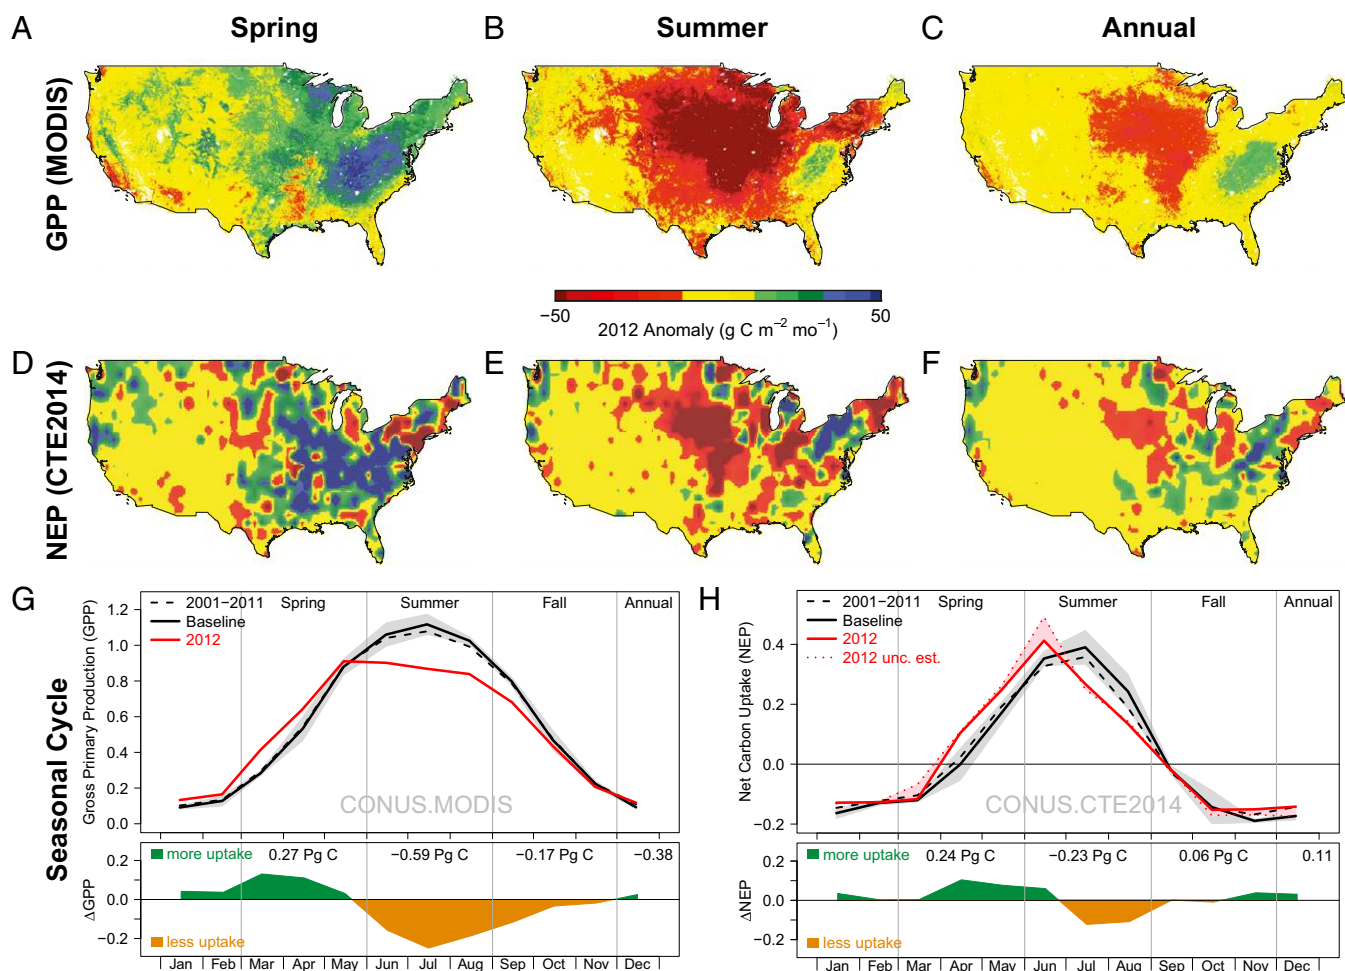 A Spring
B Summer
C Annual
GPP (MODIS)
−50 50
2012 Anomaly (g C m−2 mo−1)
D E F
NEP (CTE2014)
Seasonal Cycle
G
2001−2011
Baseline
2012
Spring Summer Fall Annual
Gross Primary Production (GPP)
1.2
1.0
0.8
0.6
0.4
0.2
0.0
CONUS.MODIS
more uptake 0.27 Pg C −0.59 Pg C −0.17 Pg C −0.38
less uptake
ΔGPP
0.2
0.0
−0.2
Jan Feb Mar Apr May Jun Jul Aug Sep Oct Nov Dec
H
2001−2011
Baseline
2012
2012 unc. est.
Spring Summer Fall Annual
Net Carbon Uptake (NEP)
0.4
0.2
0.0
−0.2
CONUS.CTE2014
more uptake 0.24 Pg C −0.23 Pg C 0.06 Pg C 0.11
less uptake
ΔNEP
0.2
0.0
−0.2
Jan Feb Mar Apr May Jun Jul Aug Sep Oct Nov Dec